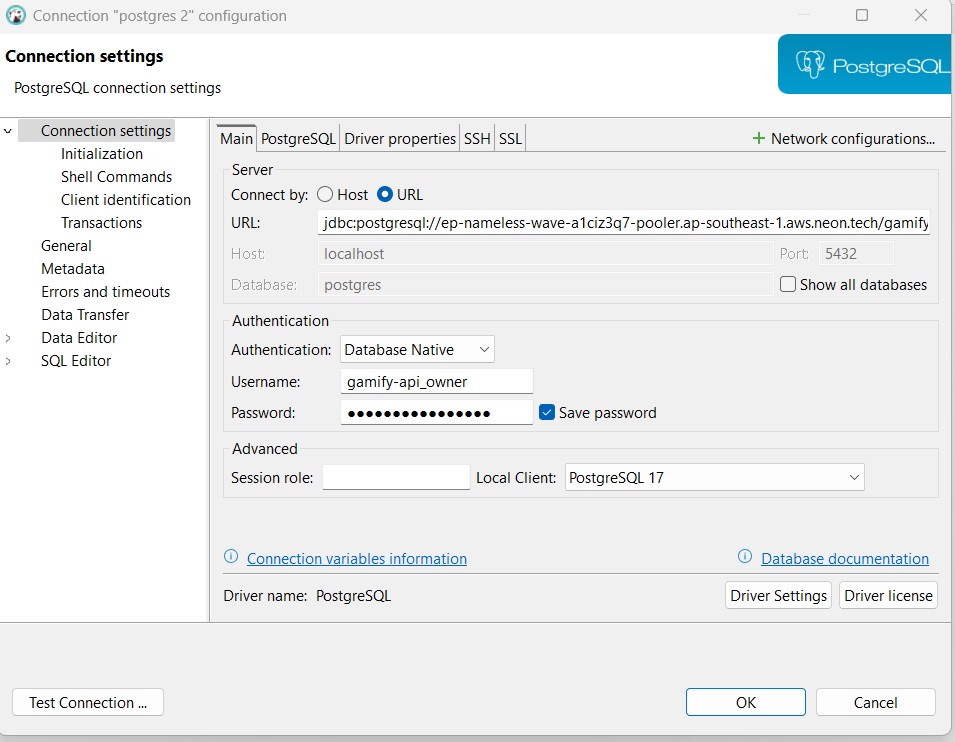 Connection "postgres 2" configuration
Connection settings
PostgreSQL connection settings
PostgreSQL
Connection settings
Initialization
Shell Commands
Client identification
Transactions
General
Metadata
Errors and timeouts
Data Transfer
Data Editor
SQL Editor
Main PostgreSQL Driver properties SSH SSL + Network configurations...
Server
Connect by: Host URL
URL: jdbc:postgresql://ep-nameless-wave-a1ciz3q7-pooler.ap-southeast-1.aws.neon.tech/gamify
Host: localhost Port: 5432
Database: postgres Show all databases
Authentication
Authentication: Database Native
Username: gamify-api_owner
Password: ●●●●●●●●●●●●●●●● Save password
Advanced
Session role: Local Client: PostgreSQL 17
Connection variables information Database documentation
Driver name: PostgreSQL Driver Settings Driver license
Test Connection ... OK Cancel